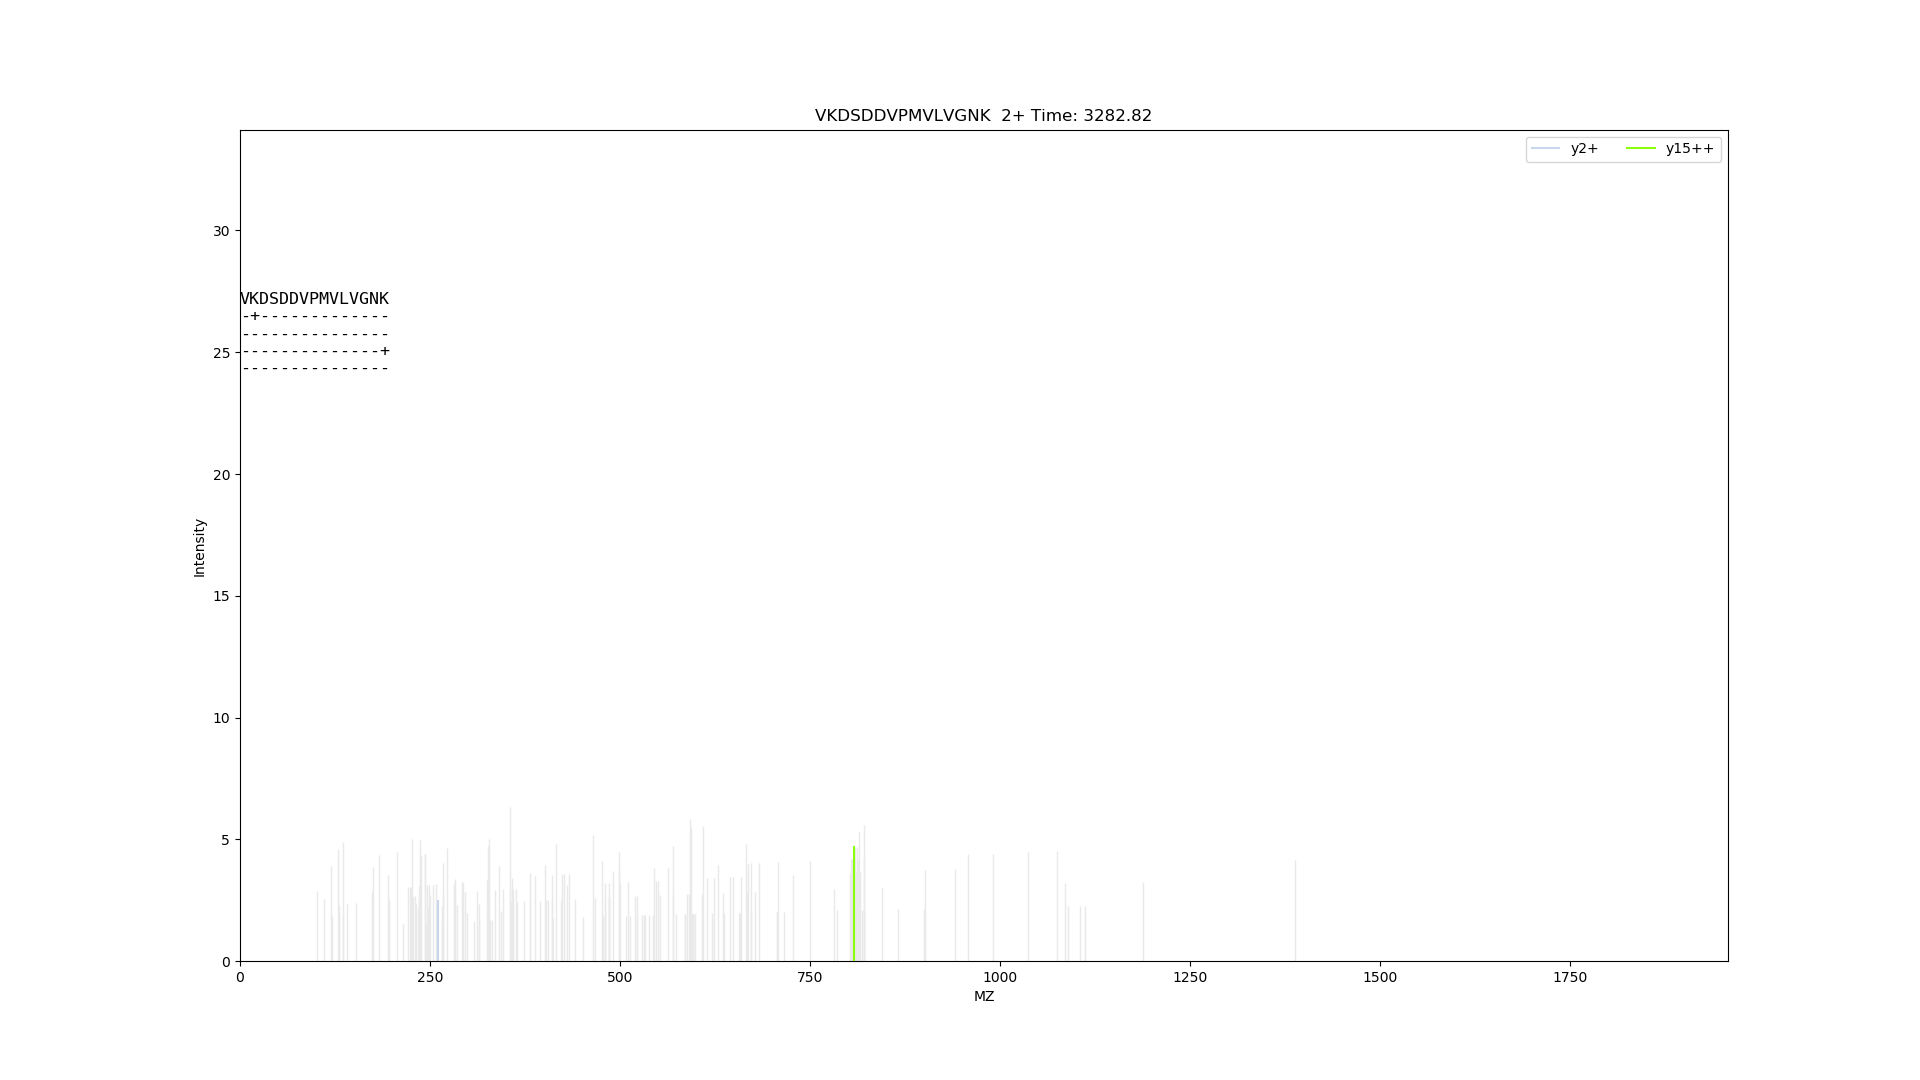 VKDSDDVPMVLVGNK  2+ Time: 3282.82
y2+ y15++
30
VKDSDDVPMVLVGNK
-+-------------
---------------
25
--------------+
---------------
20
15
10
5
0
Intensity
0 250 500 750 1000 1250 1500 1750
MZ